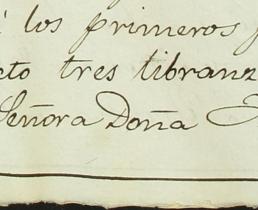 los primeros
cto tres libranz
Señora Doña